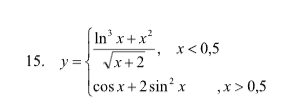 15. y = { (ln³ x + x²) / √(x + 2), x < 0,5
cos x + 2 sin² x , x > 0,5